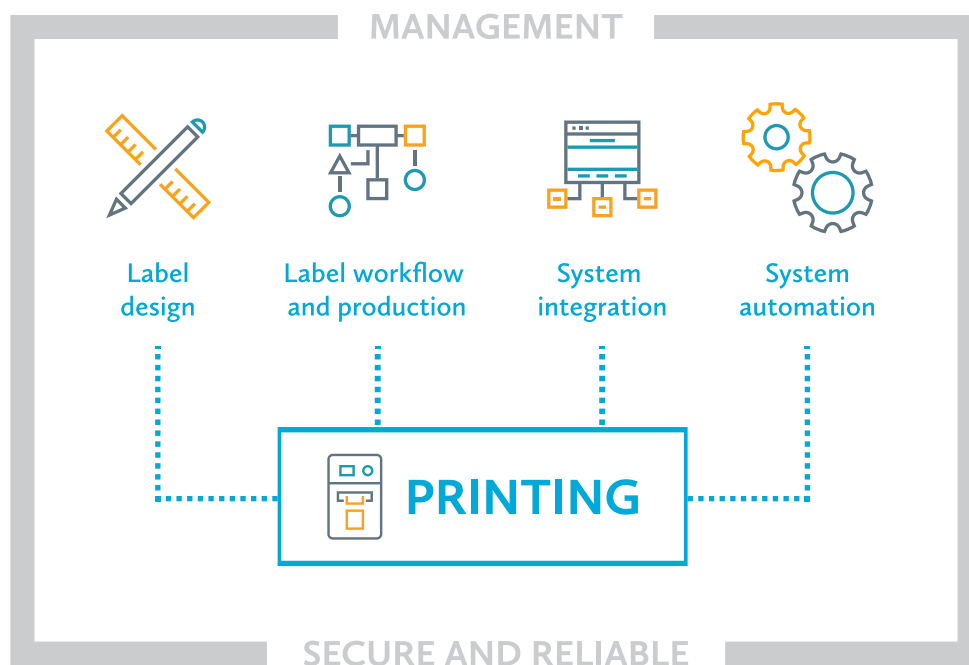 MANAGEMENT
Label
design
Label workflow
and production
System
integration
System
automation
PRINTING
SECURE AND RELIABLE